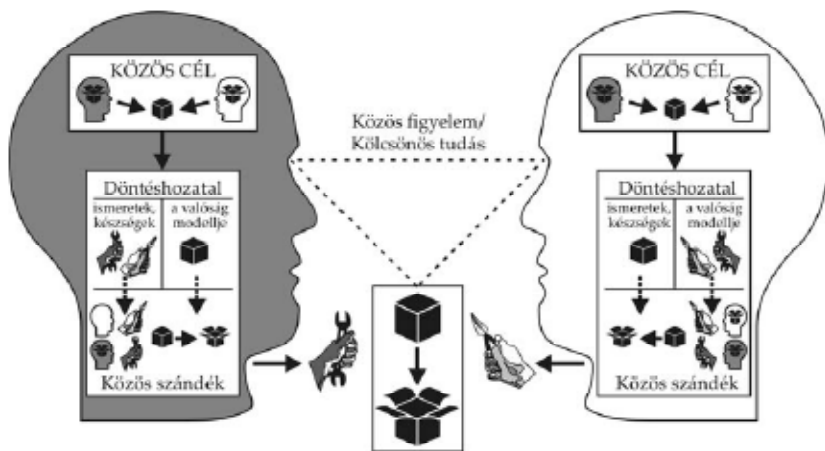 KÖZÖS CÉL
Döntéshozatal
ismeretek,
készségek
a valóság
modellje
Közös szándék
Közös figyelem/
Kölcsönös tudás
KÖZÖS CÉL
Döntéshozatal
ismeretek,
készségek
a valóság
modellje
Közös szándék